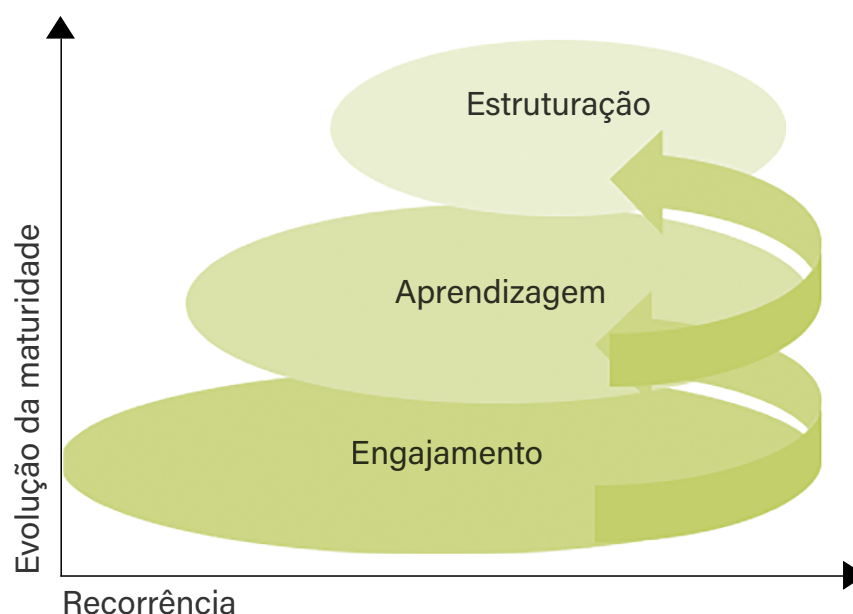 Estruturação
Aprendizagem
Engajamento
Evolução da maturidade
Recorrência